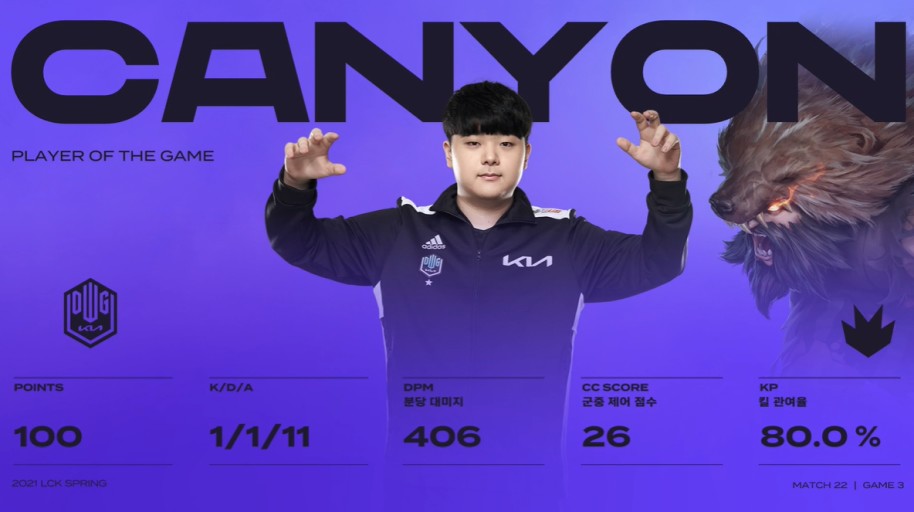 CANYON
PLAYER OF THE GAME
adidas
KIA
DWG
KIA
POINTS
100
K/D/A
1/1/11
DPM
분당 대미지
406
CC SCORE
군중 제어 점수
26
KP
킬 관여율
80.0 %
2021 LCK SPRING
MATCH 22 | GAME 3